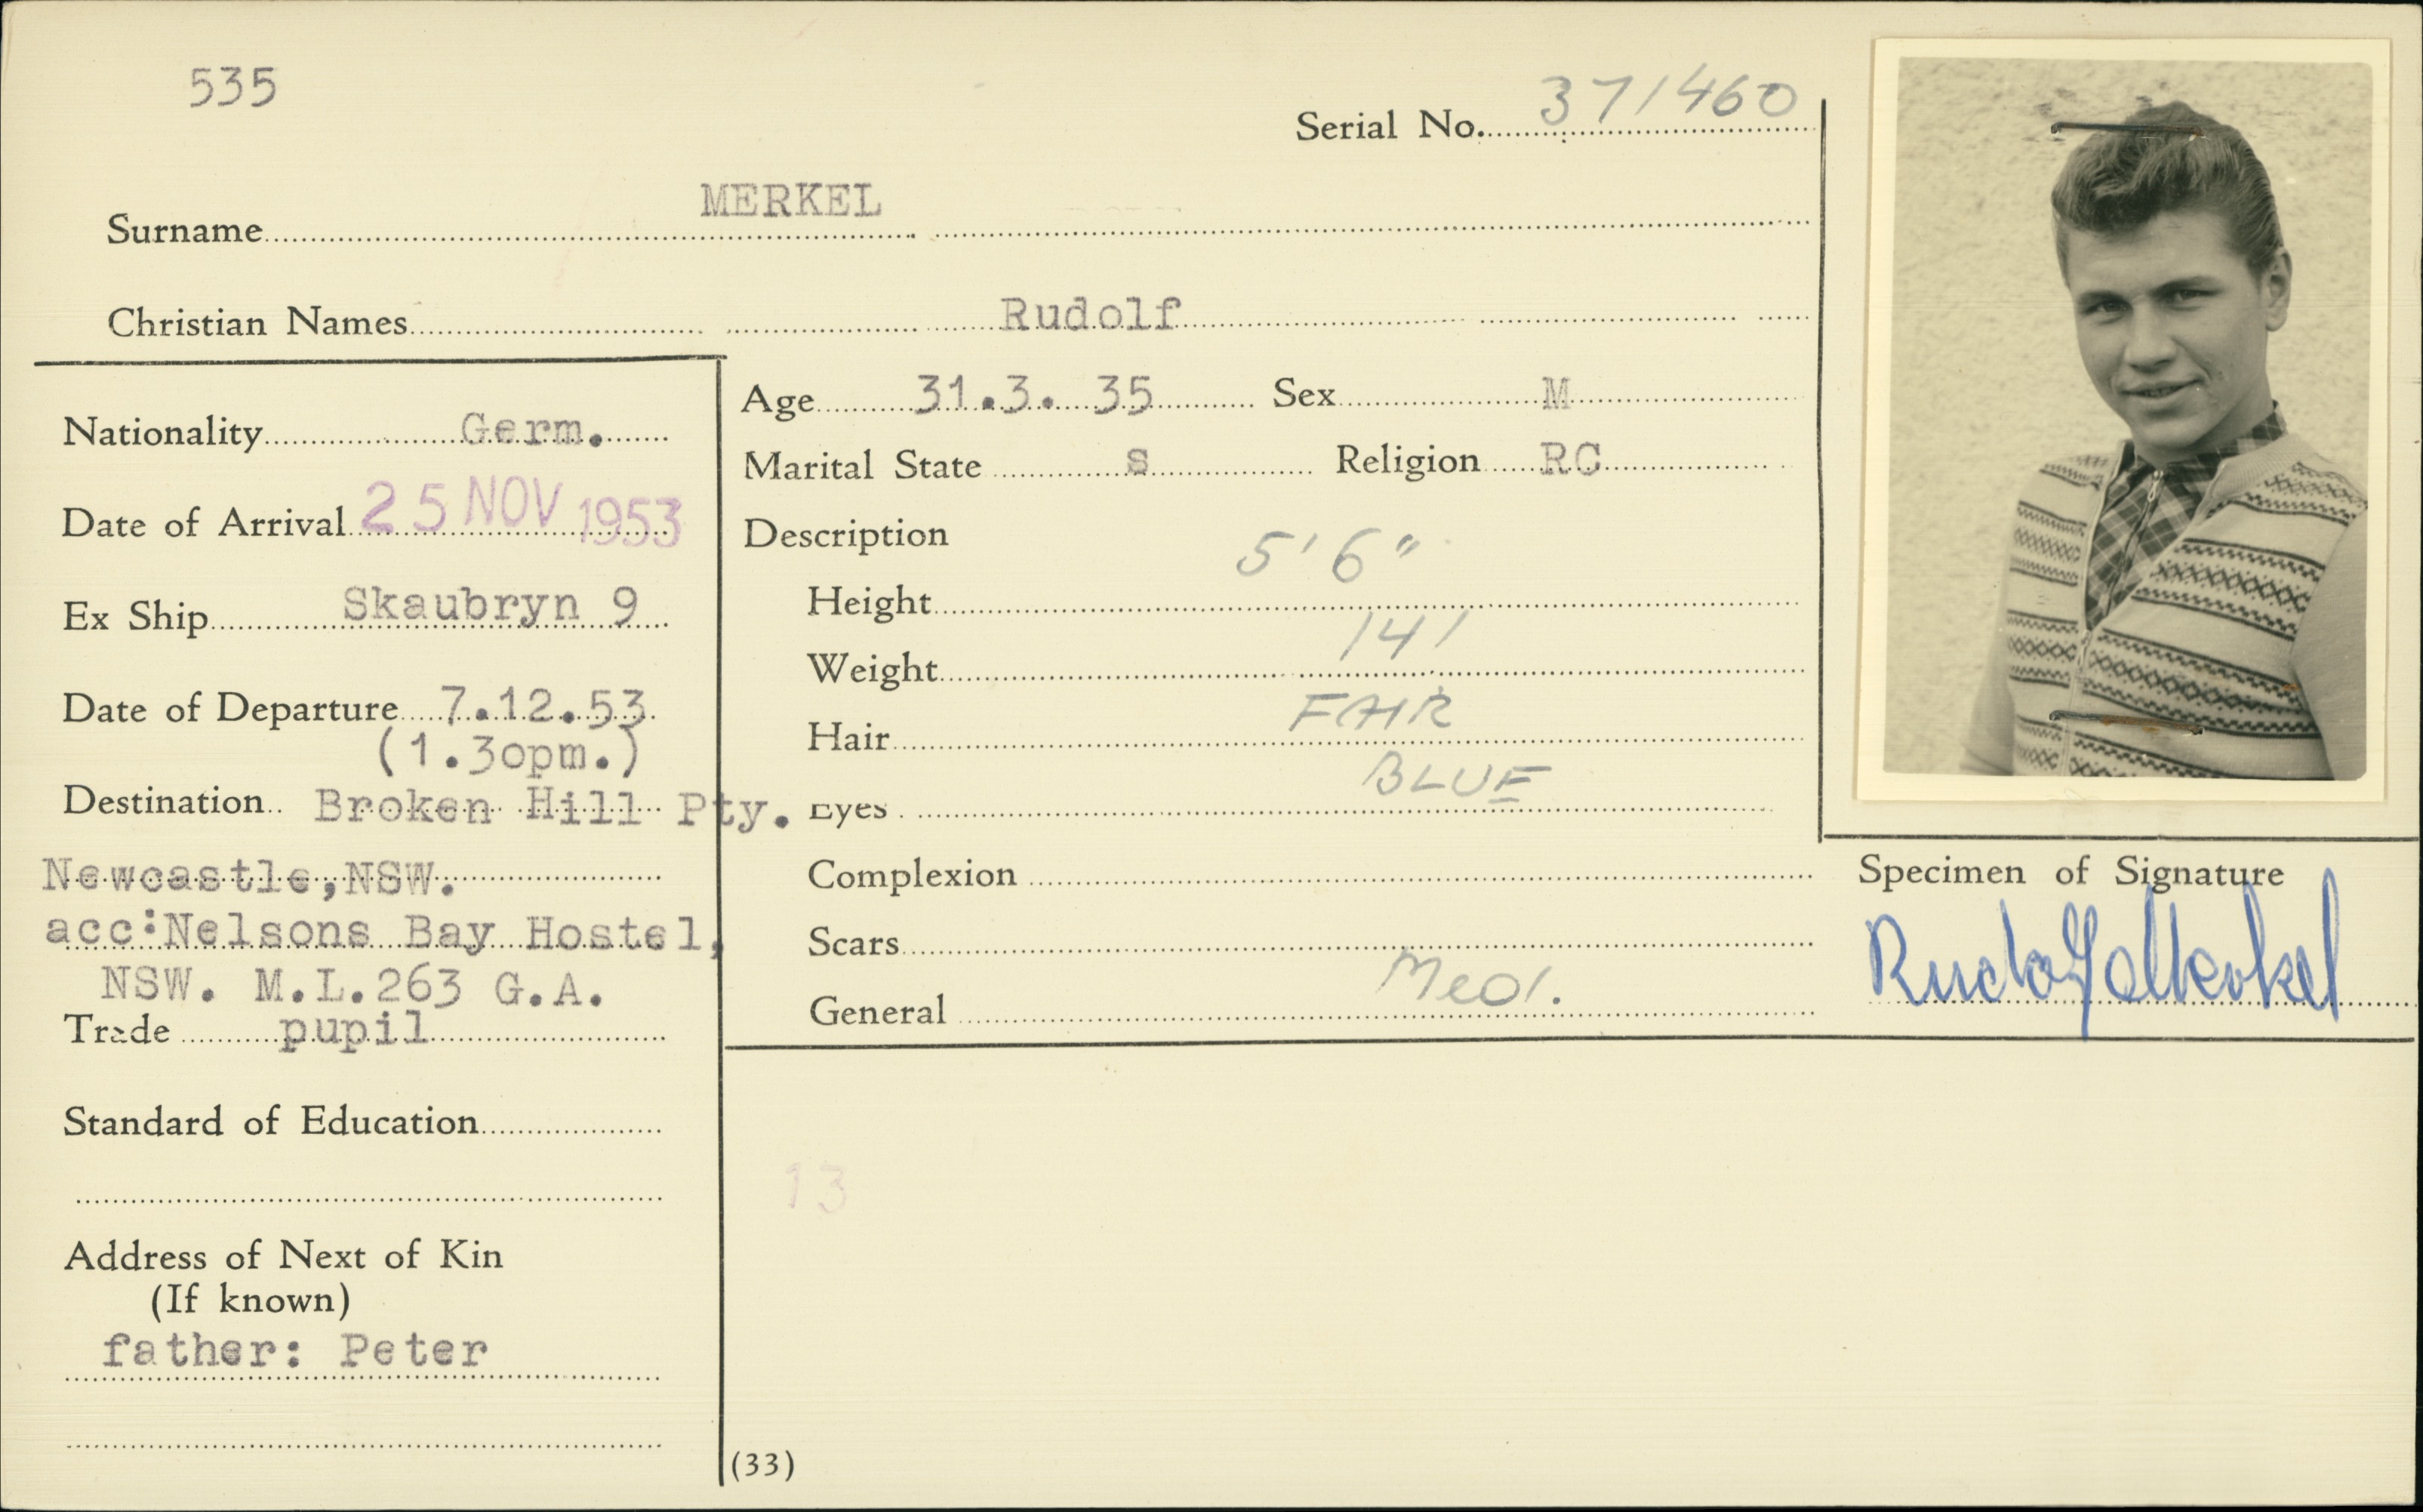 535
Serial No. 371460
Surname MERKEL
Christian Names Rudolf
Nationality Germ.
Date of Arrival 25 NOV 1953
Ex Ship Skaubryn 9
Date of Departure 7.12.53
(1.30pm.)
Destination Broken Hill Pty.
Newcastle,NSW.
acc:Nelsons Bay Hostel,
NSW. M.L.263 G.A.
Trade pupil
Standard of Education
Address of Next of Kin
(If known)
father: Peter
Age 31.3. 35 Sex M
Marital State s Religion RC
Description
Height 5'6"
Weight 141
Hair FAIR
Eyes BLUE
Complexion
Scars
General Med.
13
(33)
Specimen of Signature
Rudolf Merkel